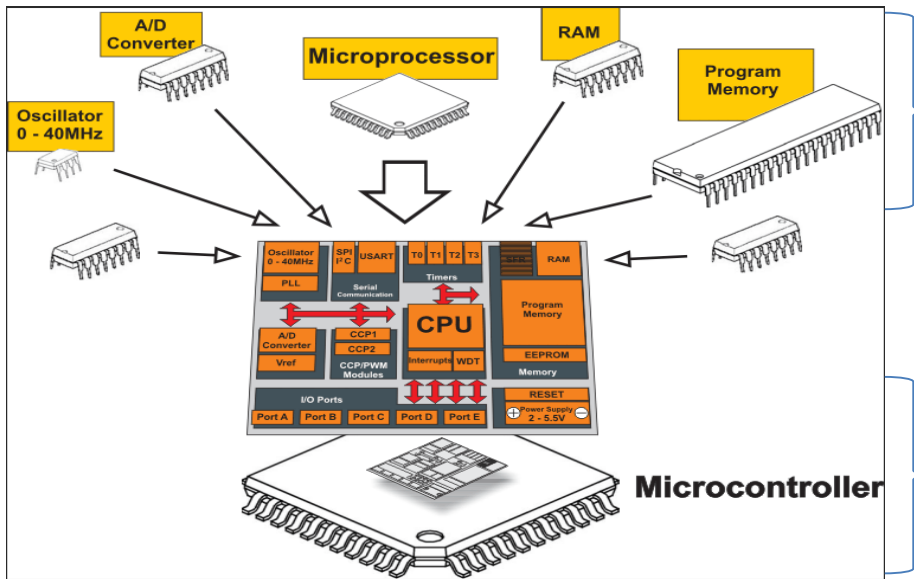 A/D
Converter
Microprocessor
RAM
Program
Memory
Oscillator
0 - 40MHz
Oscillator
0 - 40MHz
PLL
SPI
I²C
USART
Serial
Communication
T0 T1 T2 T3
Timers
SFR
RAM
Program
Memory
EEPROM
Memory
A/D
Converter
Vref
CCP1
CCP2
CCP/PWM
Modules
CPU
Interrupts
WDT
I/O Ports
Port A Port B Port C Port D Port E
RESET
+ Power Supply −
2 - 5.5V
Microcontroller